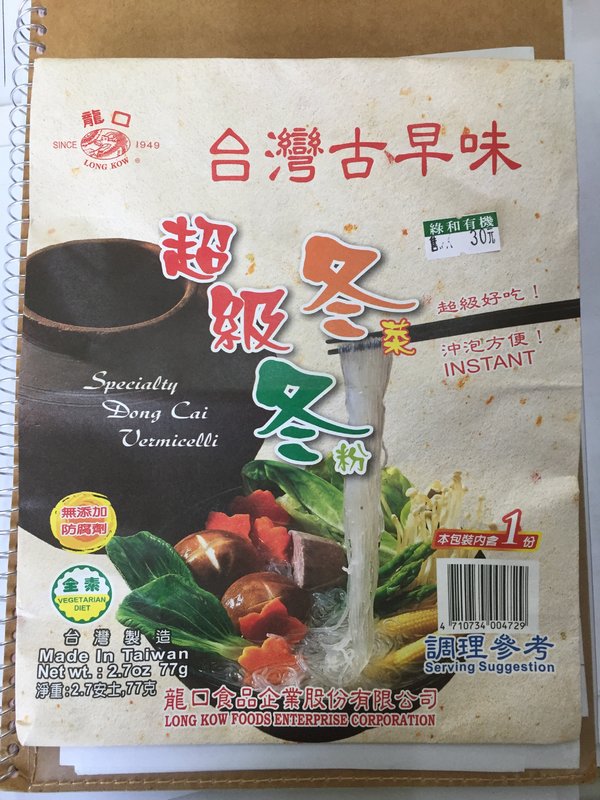 龍口
SINCE 1949
LONG KOW
®
台灣古早味
綠和有機
售 30元
超級
冬菜
冬粉
超級好吃！
沖泡方便！
INSTANT
Specialty
Dong Cai
Vermicelli
無添加
防腐劑
全素
VEGETARIAN
DIET
本包裝內含1份
4 710734 004729
台灣製造
Made In Taiwan
Net wt.: 2.7oz 77g
淨重:2.7安士,77克
調理參考
Serving Suggestion
龍口食品企業股份有限公司
LONG KOW FOODS ENTERPRISE CORPORATION